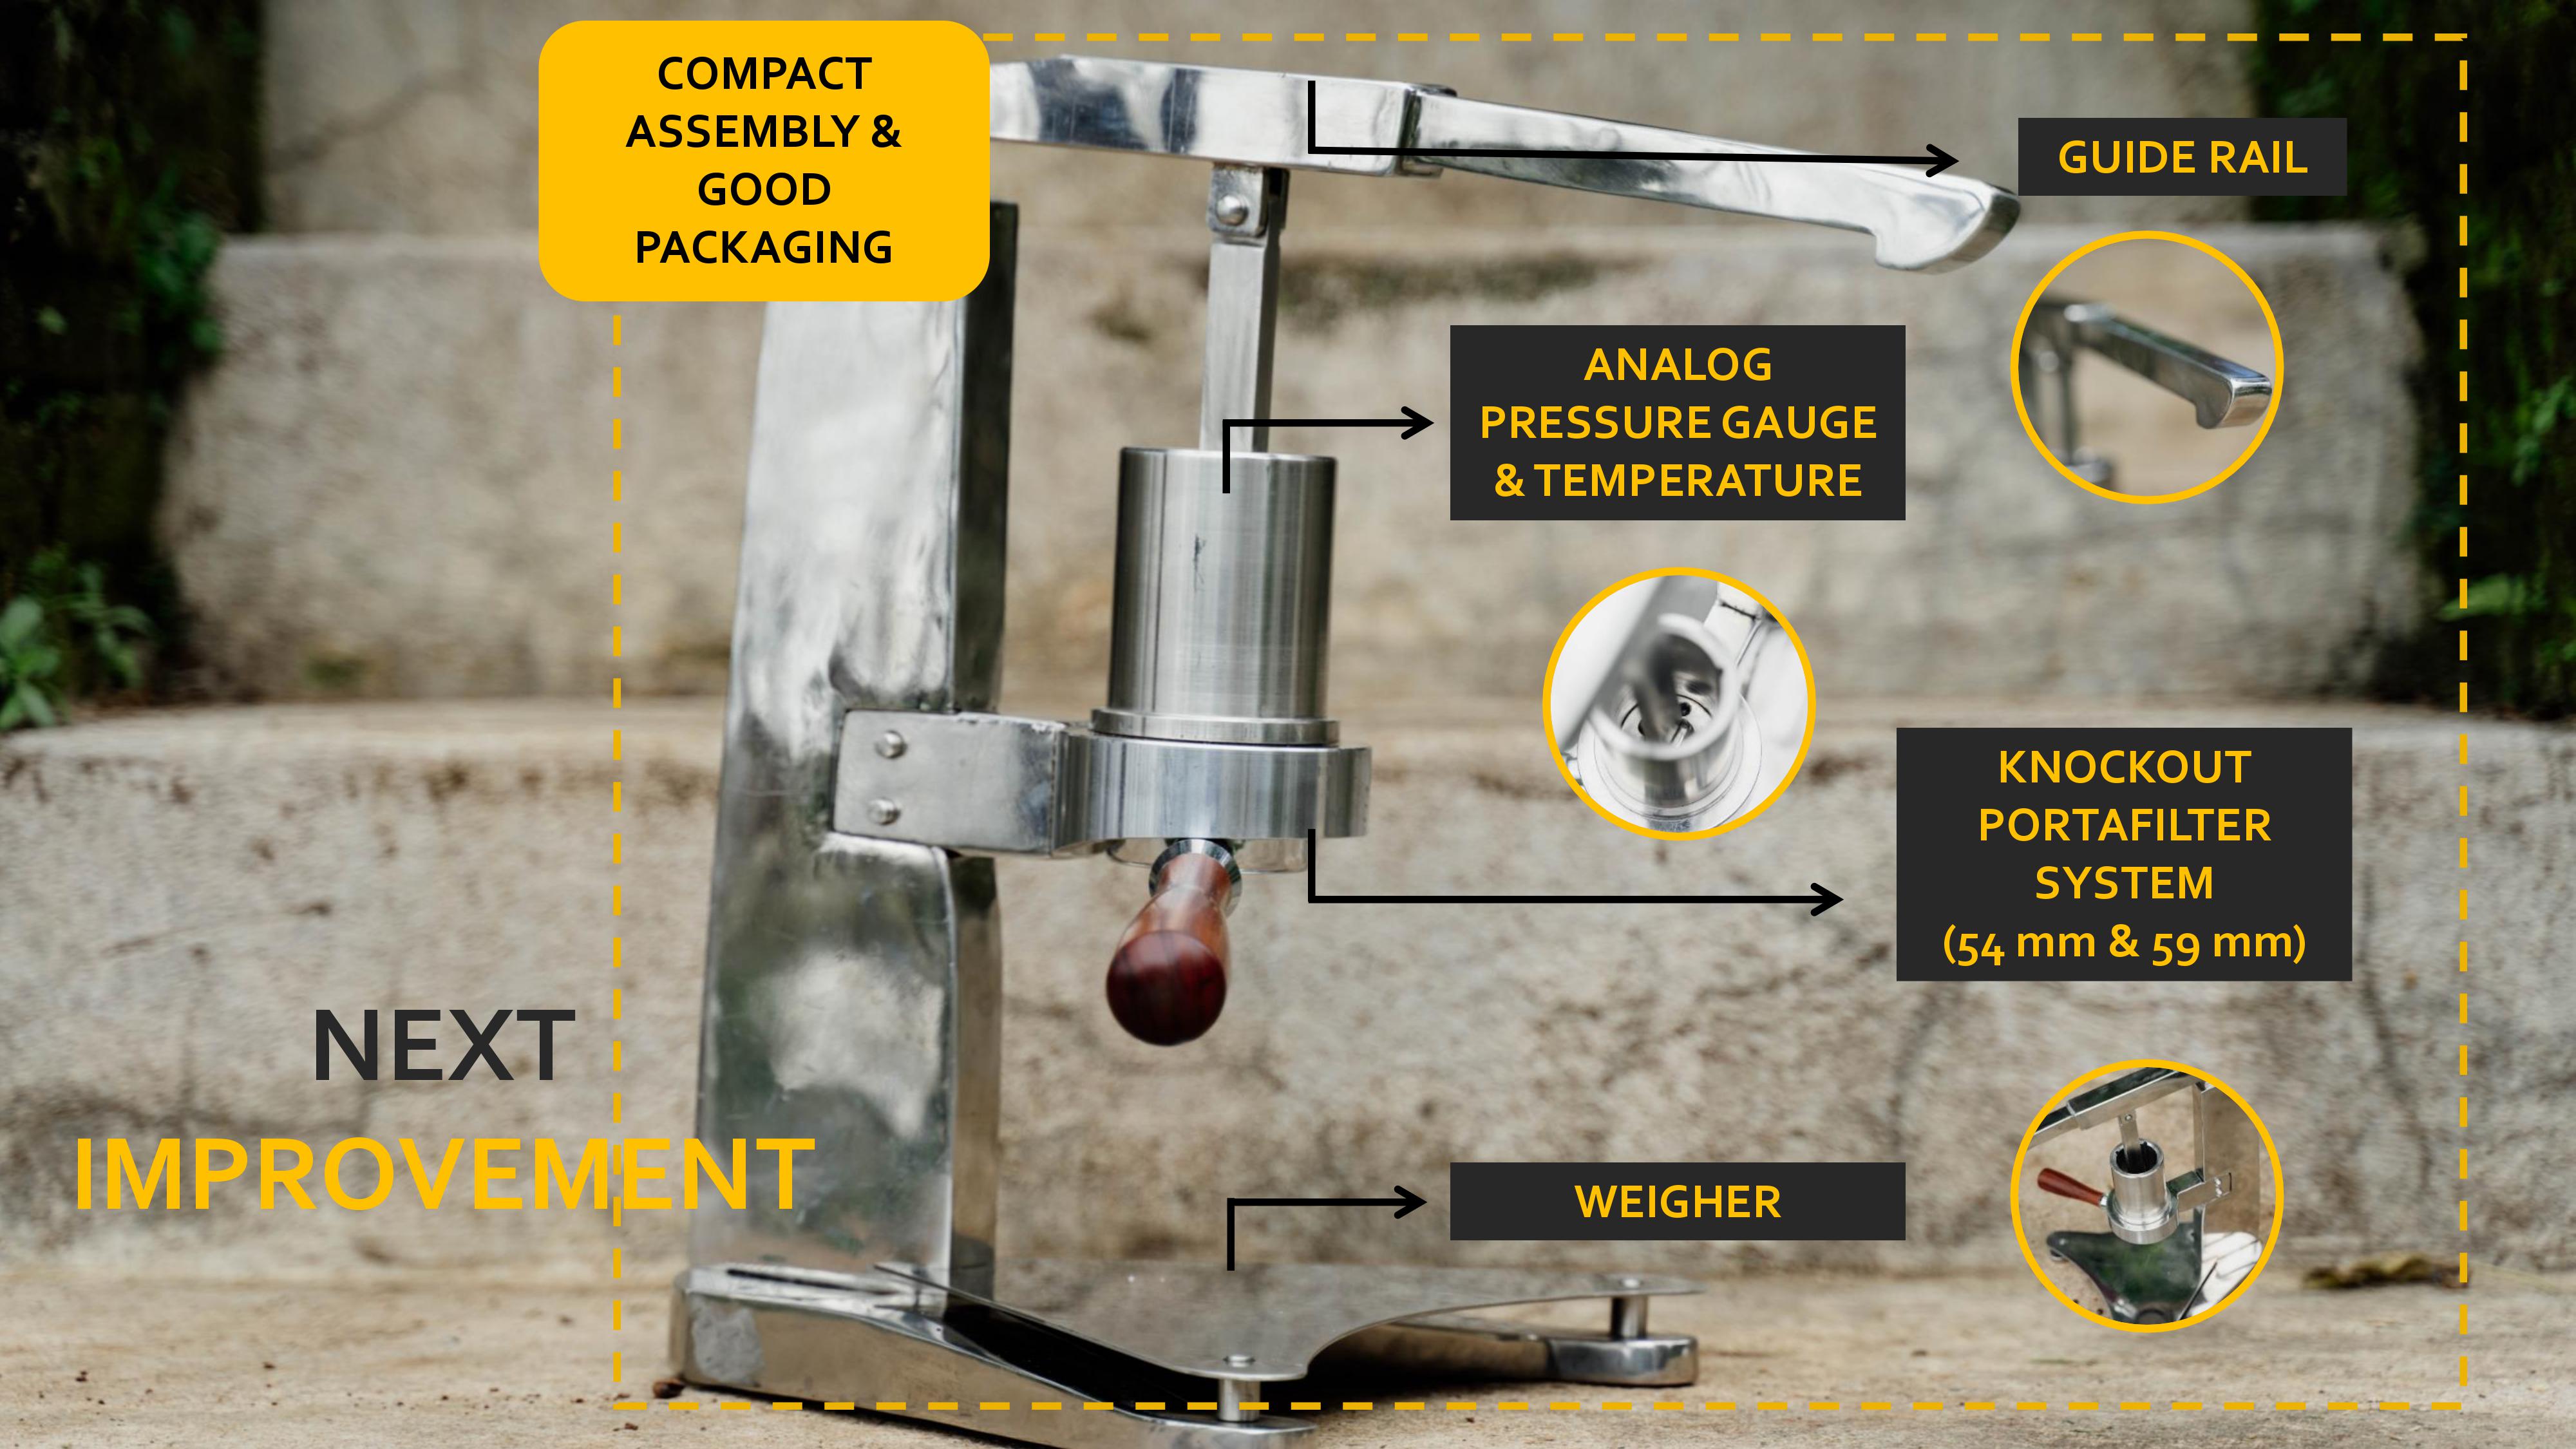 COMPACT
ASSEMBLY &
GOOD
PACKAGING
GUIDE RAIL
ANALOG
PRESSURE GAUGE
& TEMPERATURE
KNOCKOUT
PORTAFILTER
SYSTEM
(54 mm & 59 mm)
NEXT
IMPROVEMENT
WEIGHER